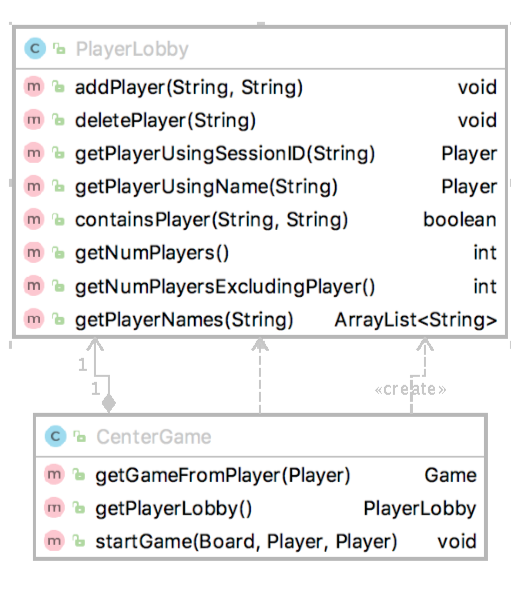 C PlayerLobby
m addPlayer(String, String) void
m deletePlayer(String) void
m getPlayerUsingSessionID(String) Player
m getPlayerUsingName(String) Player
m containsPlayer(String, String) boolean
m getNumPlayers() int
m getNumPlayersExcludingPlayer() int
m getPlayerNames(String) ArrayList<String>
1
1 «create»
C CenterGame
m getGameFromPlayer(Player) Game
m getPlayerLobby() PlayerLobby
m startGame(Board, Player, Player) void